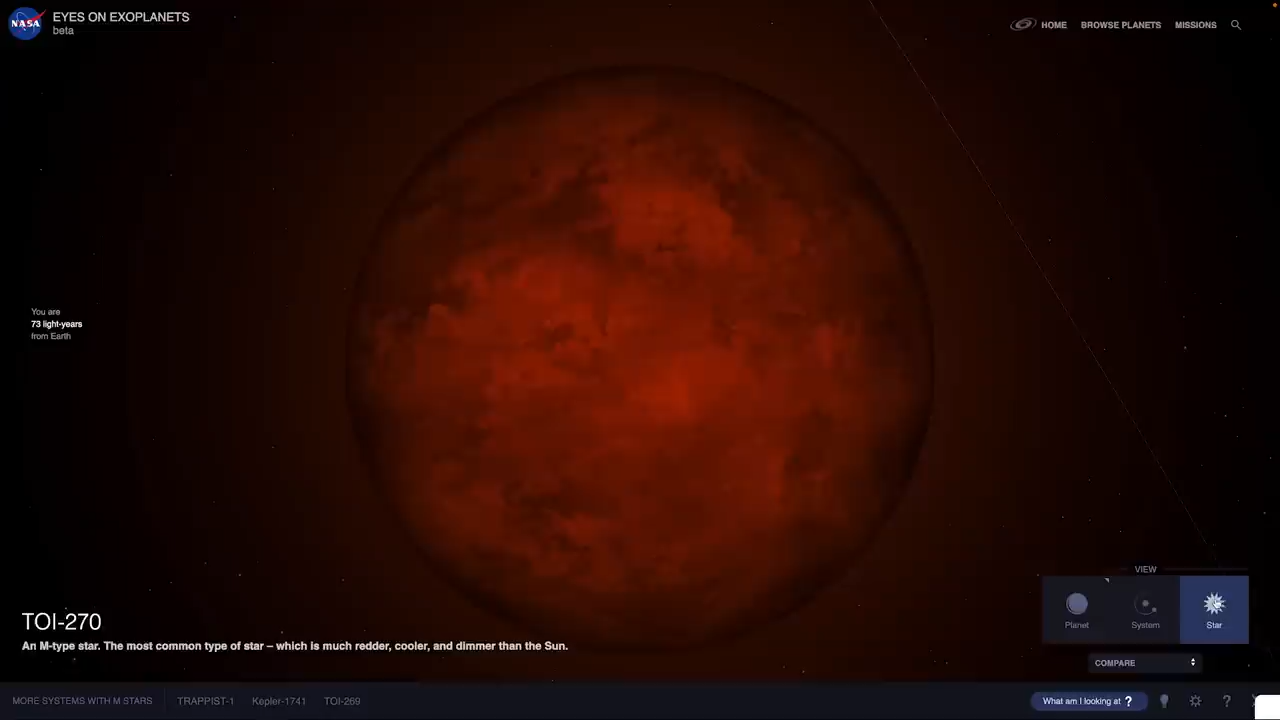 NASA
EYES ON EXOPLANETS
beta
HOME
BROWSE PLANETS
MISSIONS
You are
73 light-years
from Earth
TOI-270
An M-type star. The most common type of star – which is much redder, cooler, and dimmer than the Sun.
VIEW
Planet
System
Star
COMPARE
MORE SYSTEMS WITH M STARS
TRAPPIST-1
Kepler-1741
TOI-269
What am I looking at ?
?